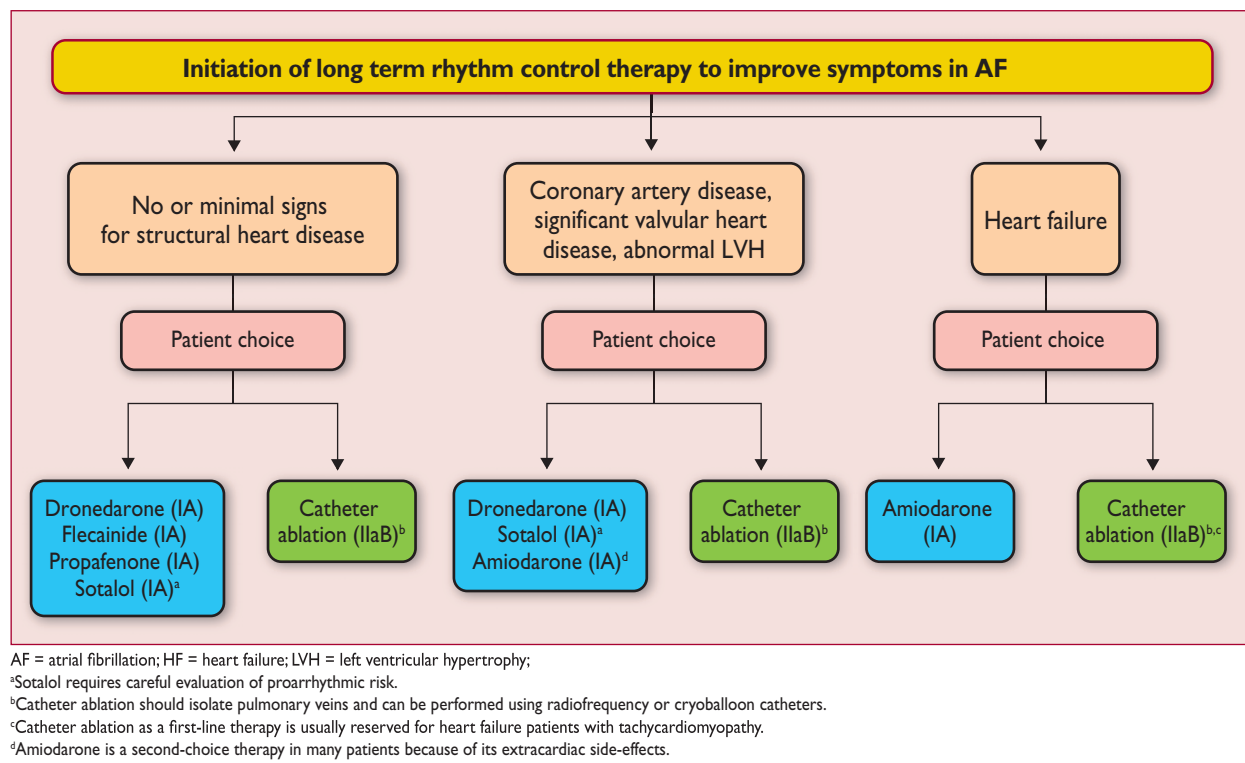 Initiation of long term rhythm control therapy to improve symptoms in AF
No or minimal signs
for structural heart disease
Coronary artery disease,
significant valvular heart
disease, abnormal LVH
Heart failure
Patient choice
Patient choice
Patient choice
Dronedarone (IA)
Flecainide (IA)
Propafenone (IA)
Sotalol (IA)ᵃ
Catheter
ablation (IIaB)ᵇ
Dronedarone (IA)
Sotalol (IA)ᵃ
Amiodarone (IA)ᵈ
Catheter
ablation (IIaB)ᵇ
Amiodarone
(IA)
Catheter
ablation (IIaB)ᵇ,ᶜ
AF = atrial fibrillation; HF = heart failure; LVH = left ventricular hypertrophy;
ᵃSotalol requires careful evaluation of proarrhythmic risk.
ᵇCatheter ablation should isolate pulmonary veins and can be performed using radiofrequency or cryoballoon catheters.
ᶜCatheter ablation as a first-line therapy is usually reserved for heart failure patients with tachycardiomyopathy.
ᵈAmiodarone is a second-choice therapy in many patients because of its extracardiac side-effects.